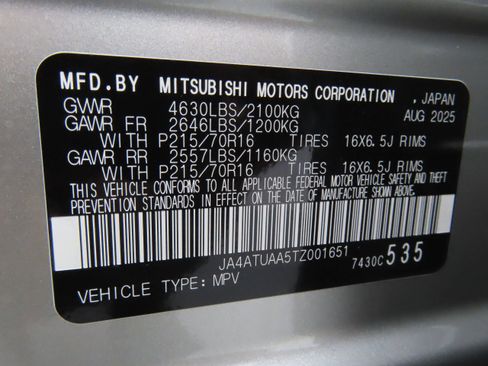 MFD.BY MITSUBISHI MOTORS CORPORATION , JAPAN
GVWR 4630LBS/2100KG AUG 2025
GAWR FR 2646LBS/1200KG
WITH P215/70R16 TIRES 16X6.5J RIMS
GAWR RR 2557LBS/1160KG
WITH P215/70R16 TIRES 16X6.5J RIMS
THIS VEHICLE CONFORMS TO ALL APPLICABLE FEDERAL MOTOR VEHICLE SAFETY AND THEFT
PREVENTION STANDARDS IN EFFECT ON THE DATE OF MANUFACTURE SHOWN ABOVE.
JA4ATUAA5TZ001651 7430C 535
VEHICLE TYPE: MPV